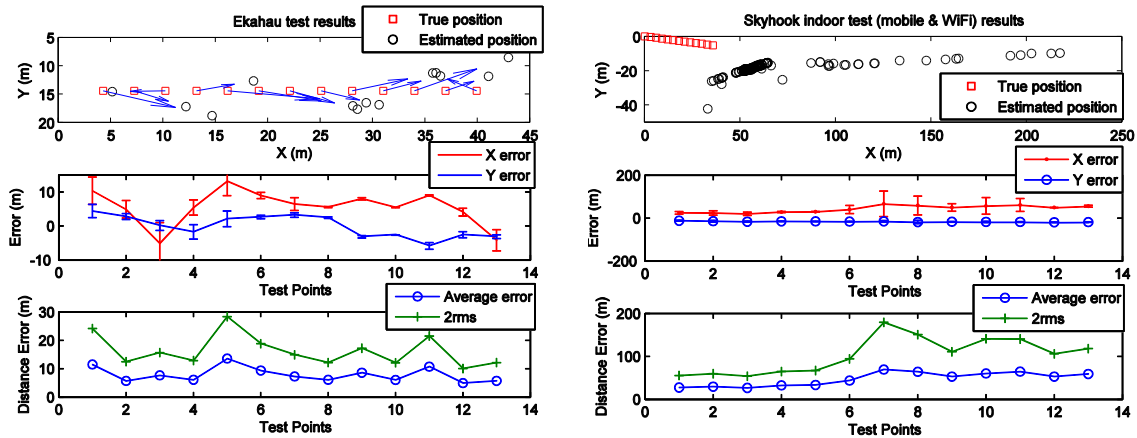 Ekahau test results
True position
Estimated position
Y (m)
5
10
15
20
0 5 10 15 20 25 30 35 40 45
X (m)
X error
Y error
Error (m)
10
0
-10
0 2 4 6 8 10 12 14
Test Points
Average error
2rms
Distance Error (m)
30
20
10
0
0 2 4 6 8 10 12 14
Test Points
Skyhook indoor test (mobile & WiFi) results
True position
Estimated position
Y (m)
0
-20
-40
0 50 100 150 200 250
X (m)
X error
Y error
Error (m)
200
0
-200
0 2 4 6 8 10 12 14
Test Points
Average error
2rms
Distance Error (m)
200
100
0
0 2 4 6 8 10 12 14
Test Points